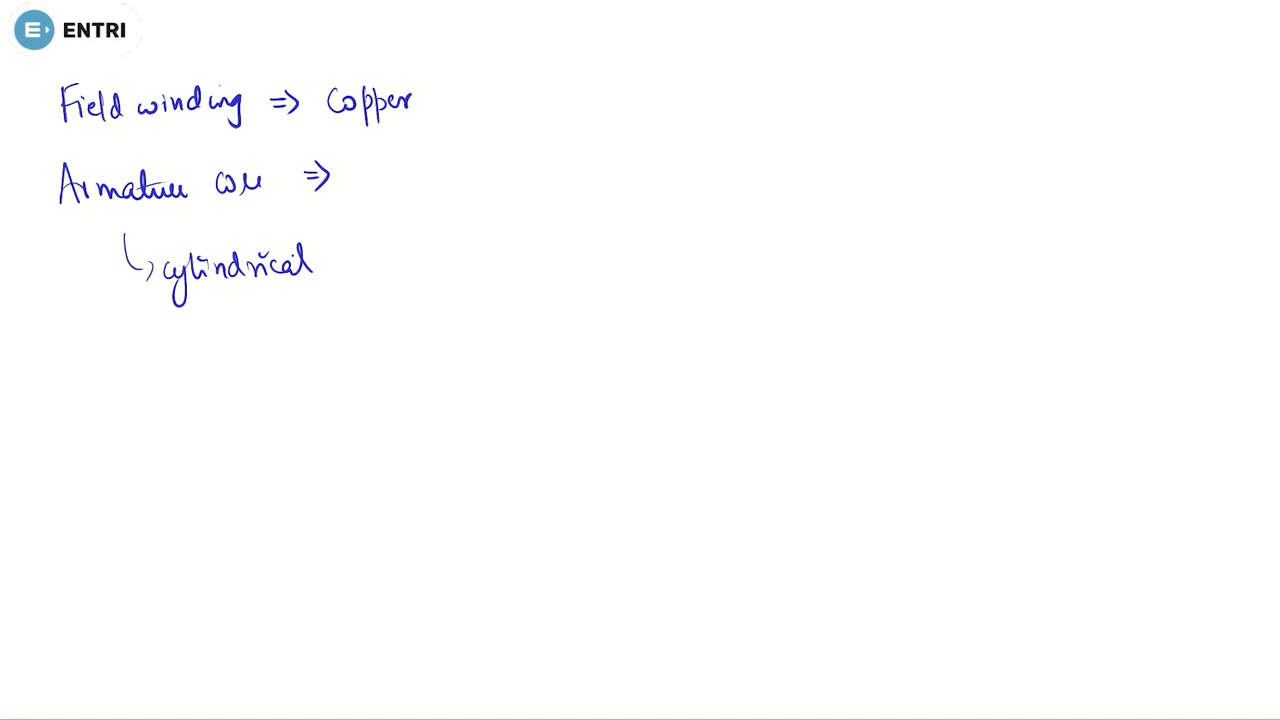 ENTRI
Field winding => Copper
Armature core =>
↳ cylindrical